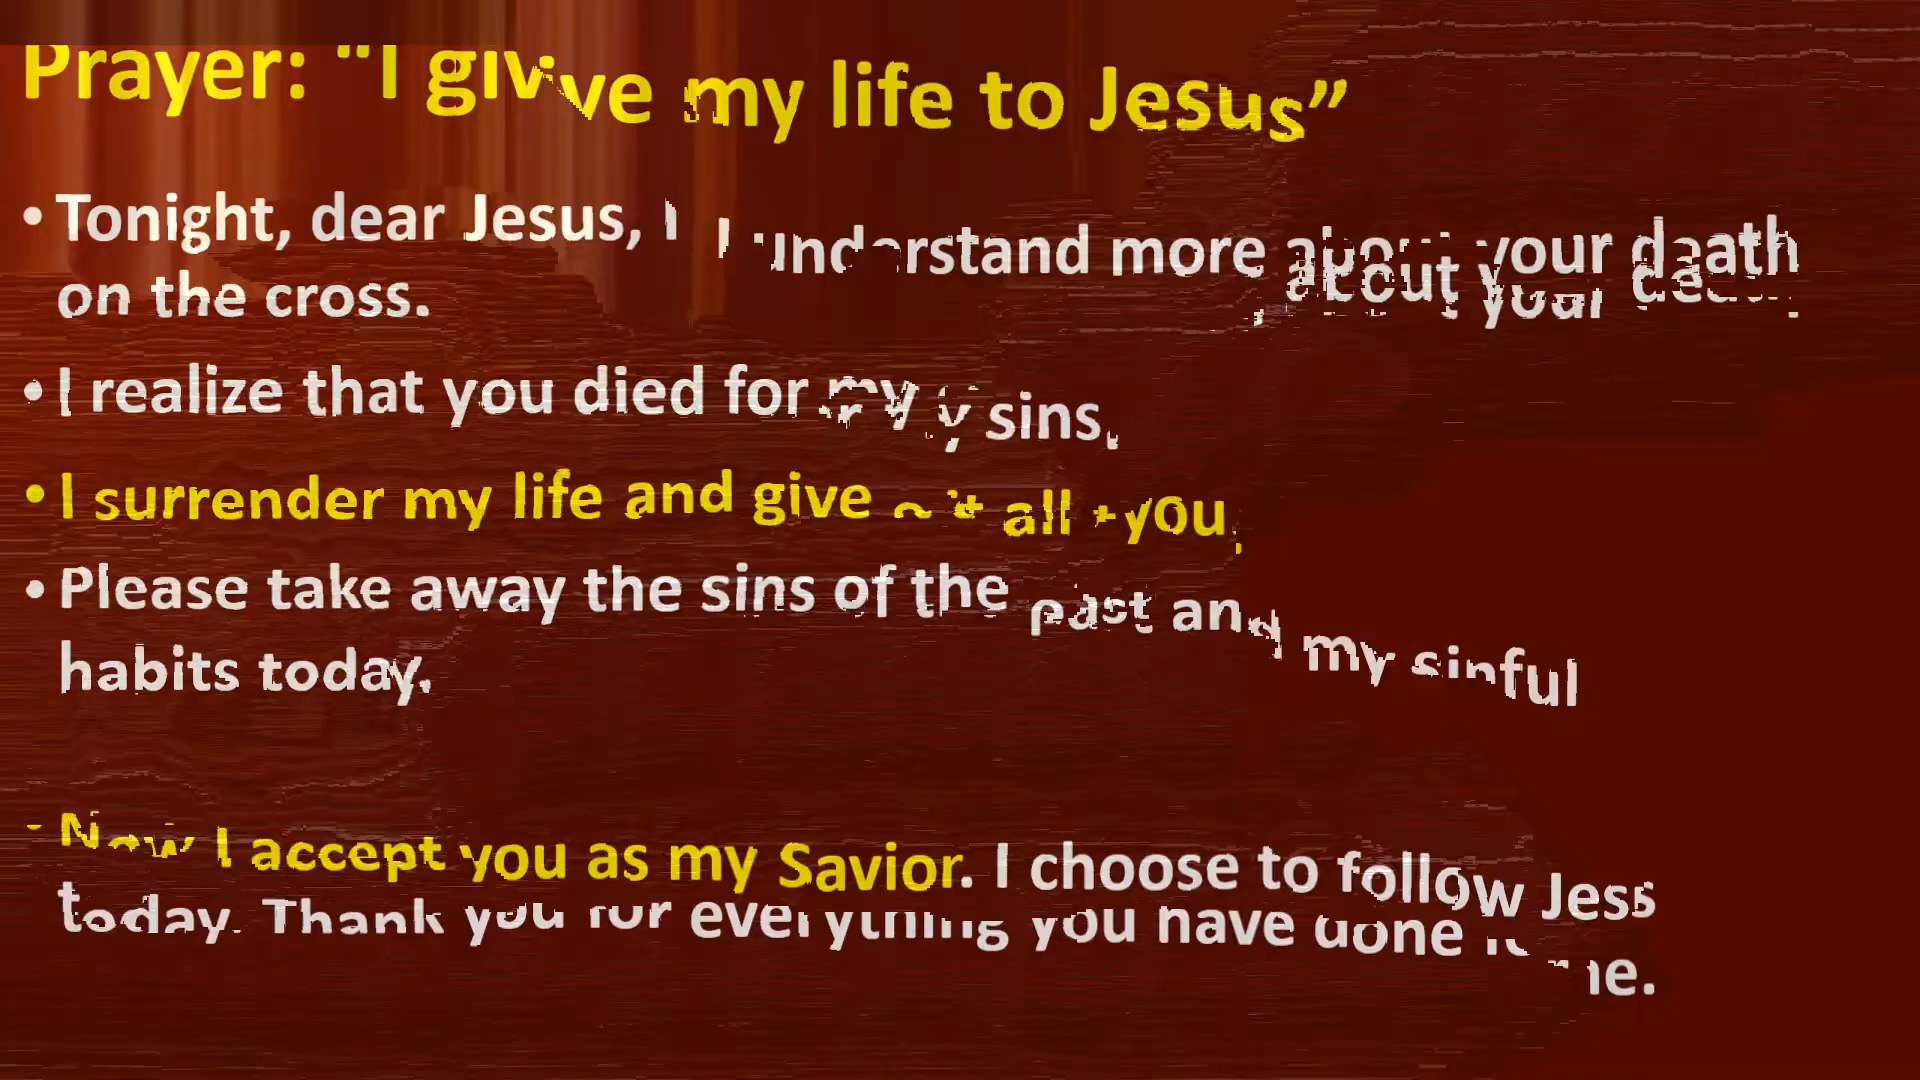 Prayer: “I give my life to Jesus”
• Tonight, dear Jesus, I understand more about your death
on the cross.
• I realize that you died for my sins.
• I surrender my life and give it all you,
• Please take away the sins of the past and my sinful
habits today.
• Now I accept you as my Savior. I choose to follow
today. Thank you for everything you have done